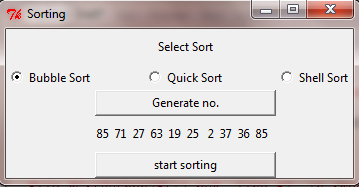 Sorting
Select Sort
Bubble Sort Quick Sort Shell Sort
Generate no.
85 71 27 63 19 25 2 37 36 85
start sorting